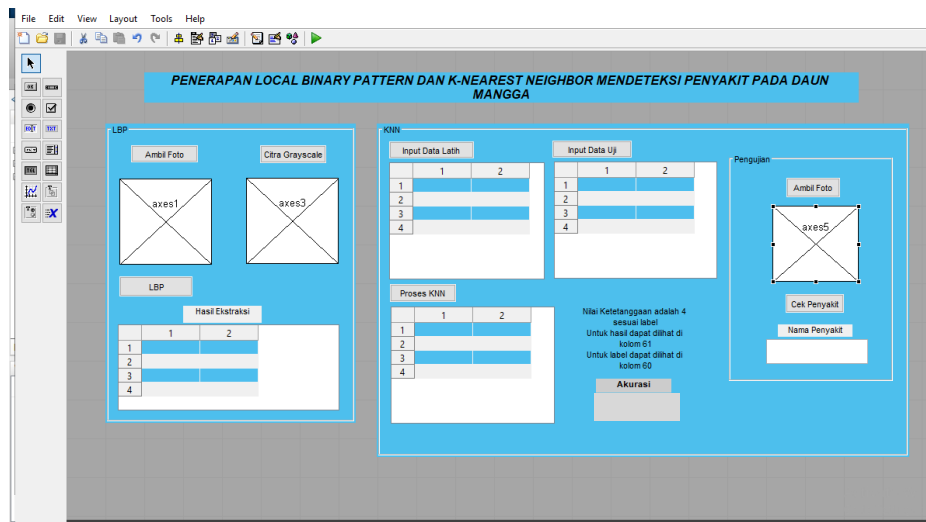 File Edit View Layout Tools Help
PENERAPAN LOCAL BINARY PATTERN DAN K-NEAREST NEIGHBOR MENDETEKSI PENYAKIT PADA DAUN
MANGGA
LBP
Ambil Foto
Citra Grayscale
axes1
axes3
LBP
Hasil Ekstraksi
1 2
1
2
3
4
KNN
Input Data Latih
1 2
1
2
3
4
Input Data Uji
1 2
1
2
3
4
Proses KNN
1 2
1
2
3
4
Nilai Ketetanggaan adalah 4
sesuai label
Untuk hasil dapat dilihat di
kolom 61
Untuk label dapat dilihat di
kolom 60
Akurasi
Pengujian
Ambil Foto
axes5
Cek Penyakit
Nama Penyakit